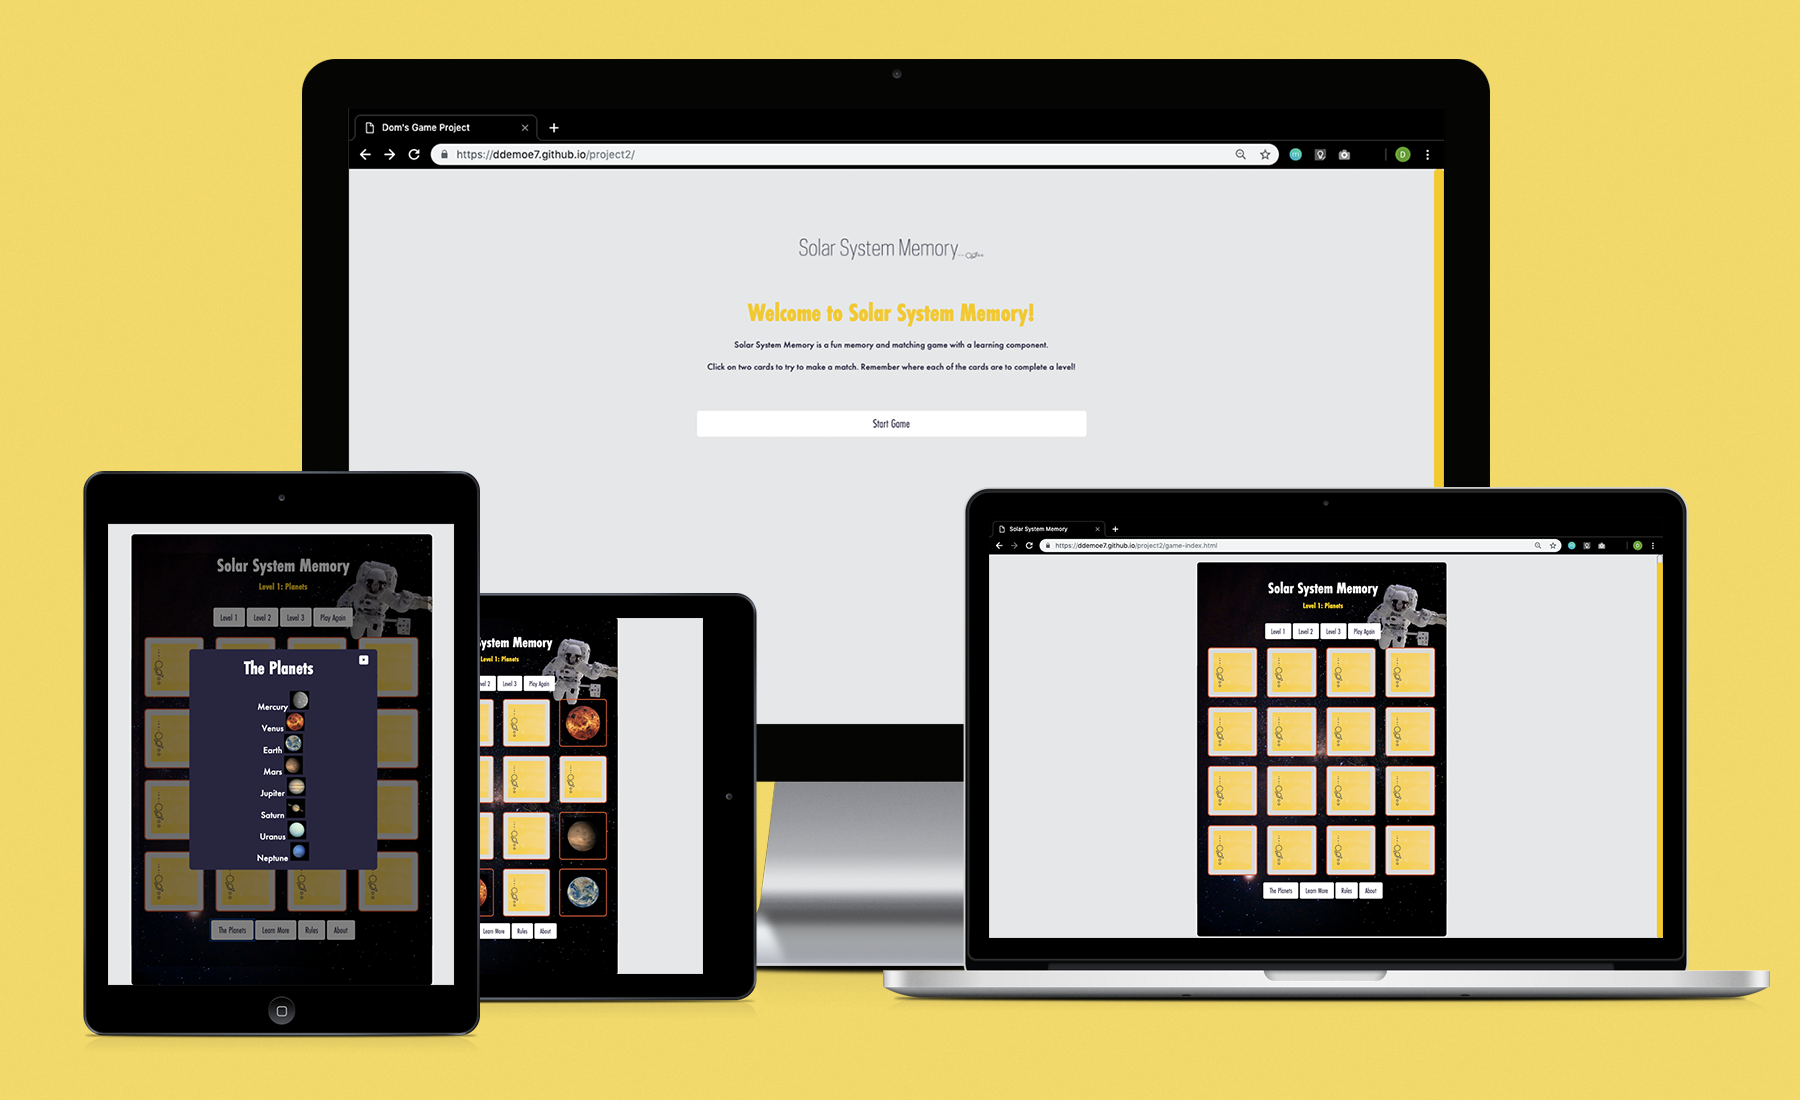 Dom's Game Project
https://ddemoe7.github.io/project2/
D
Solar System Memory
Welcome to Solar System Memory!
Solar System Memory is a fun memory and matching game with a learning component.
Click on two cards to try to make a match. Remember where each of the cards are to complete a level!
Start Game
Solar System Memory
Level 1: Planets
Level 1 Level 2 Level 3 Play Again
The Planets
Mercury
Venus
Earth
Mars
Jupiter
Saturn
Uranus
Neptune
The Planets Learn More Rules About
ystem Memory
Level 1: Planets
vel 2 Level 3 Play Again
Learn More Rules About
Solar System Memory
https://ddemoe7.github.io/project2/game-index.html
D
Solar System Memory
Level 1: Planets
Level 1 Level 2 Level 3 Play Again
The Planets Learn More Rules About